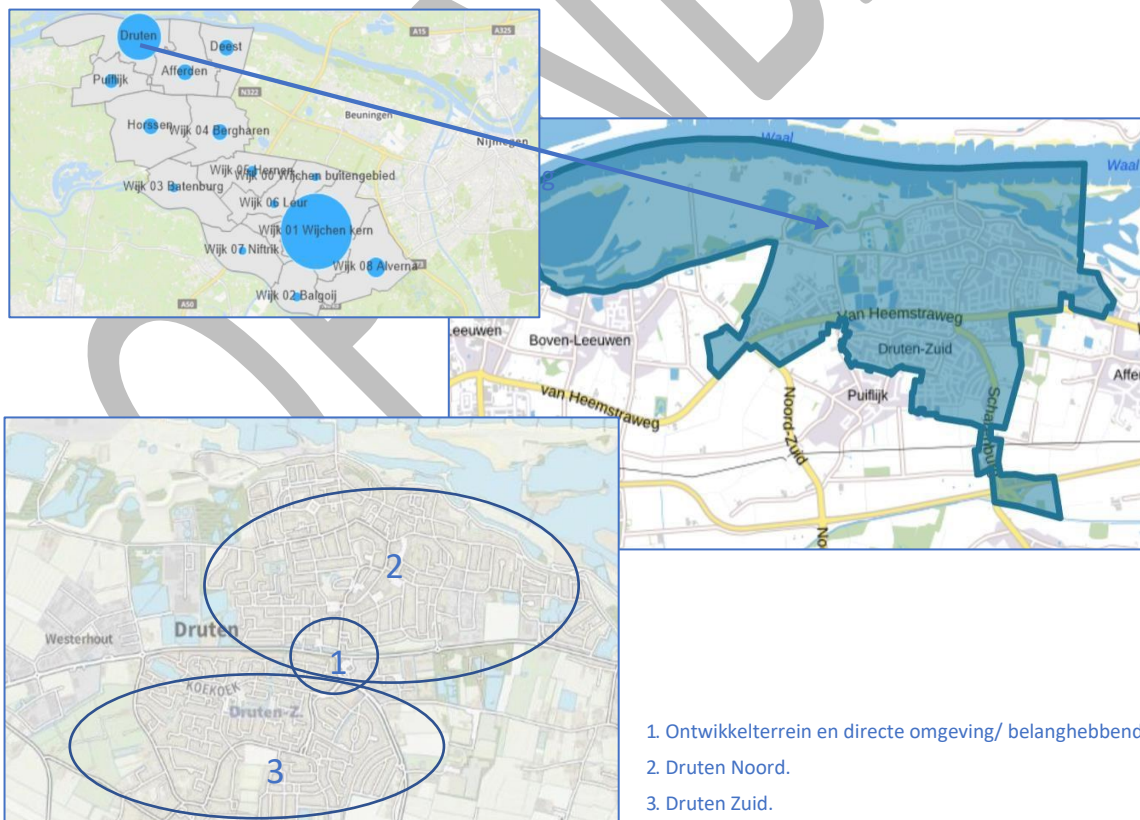 Druten
Deest
Puiflijk
Afferden
A15
A325
N322
Beuningen
Nijmegen
Horssen
Wijk 04 Bergharen
Wijk 05 Hernen
Wijk 03 Batenburg
Wijk 06 Leur
Wijk 01 Wijchen kern
Wijk 07 Niftrik
Wijk 08 Alverna
Wijk 02 Balgoij
A50
Waal
Waal
Van Heemstraweg
Boven-Leeuwen
Druten-Zuid
Puiflijk
van Heemstraweg
Noord-Zuid
2
Westerhout
Druten
1
KOEKOEK
Druten-Z.
3
1. Ontwikkelterrein en directe omgeving/ belanghebbend
2. Druten Noord.
3. Druten Zuid.